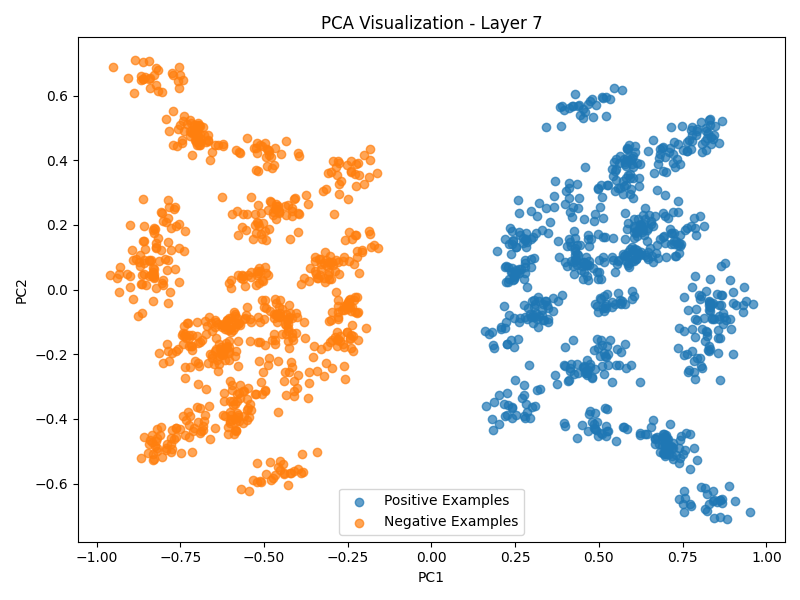 PCA Visualization - Layer 7
PC2
0.6
0.4
0.2
0.0
−0.2
−0.4
−0.6
Positive Examples
Negative Examples
−1.00 −0.75 −0.50 −0.25 0.00 0.25 0.50 0.75 1.00
PC1